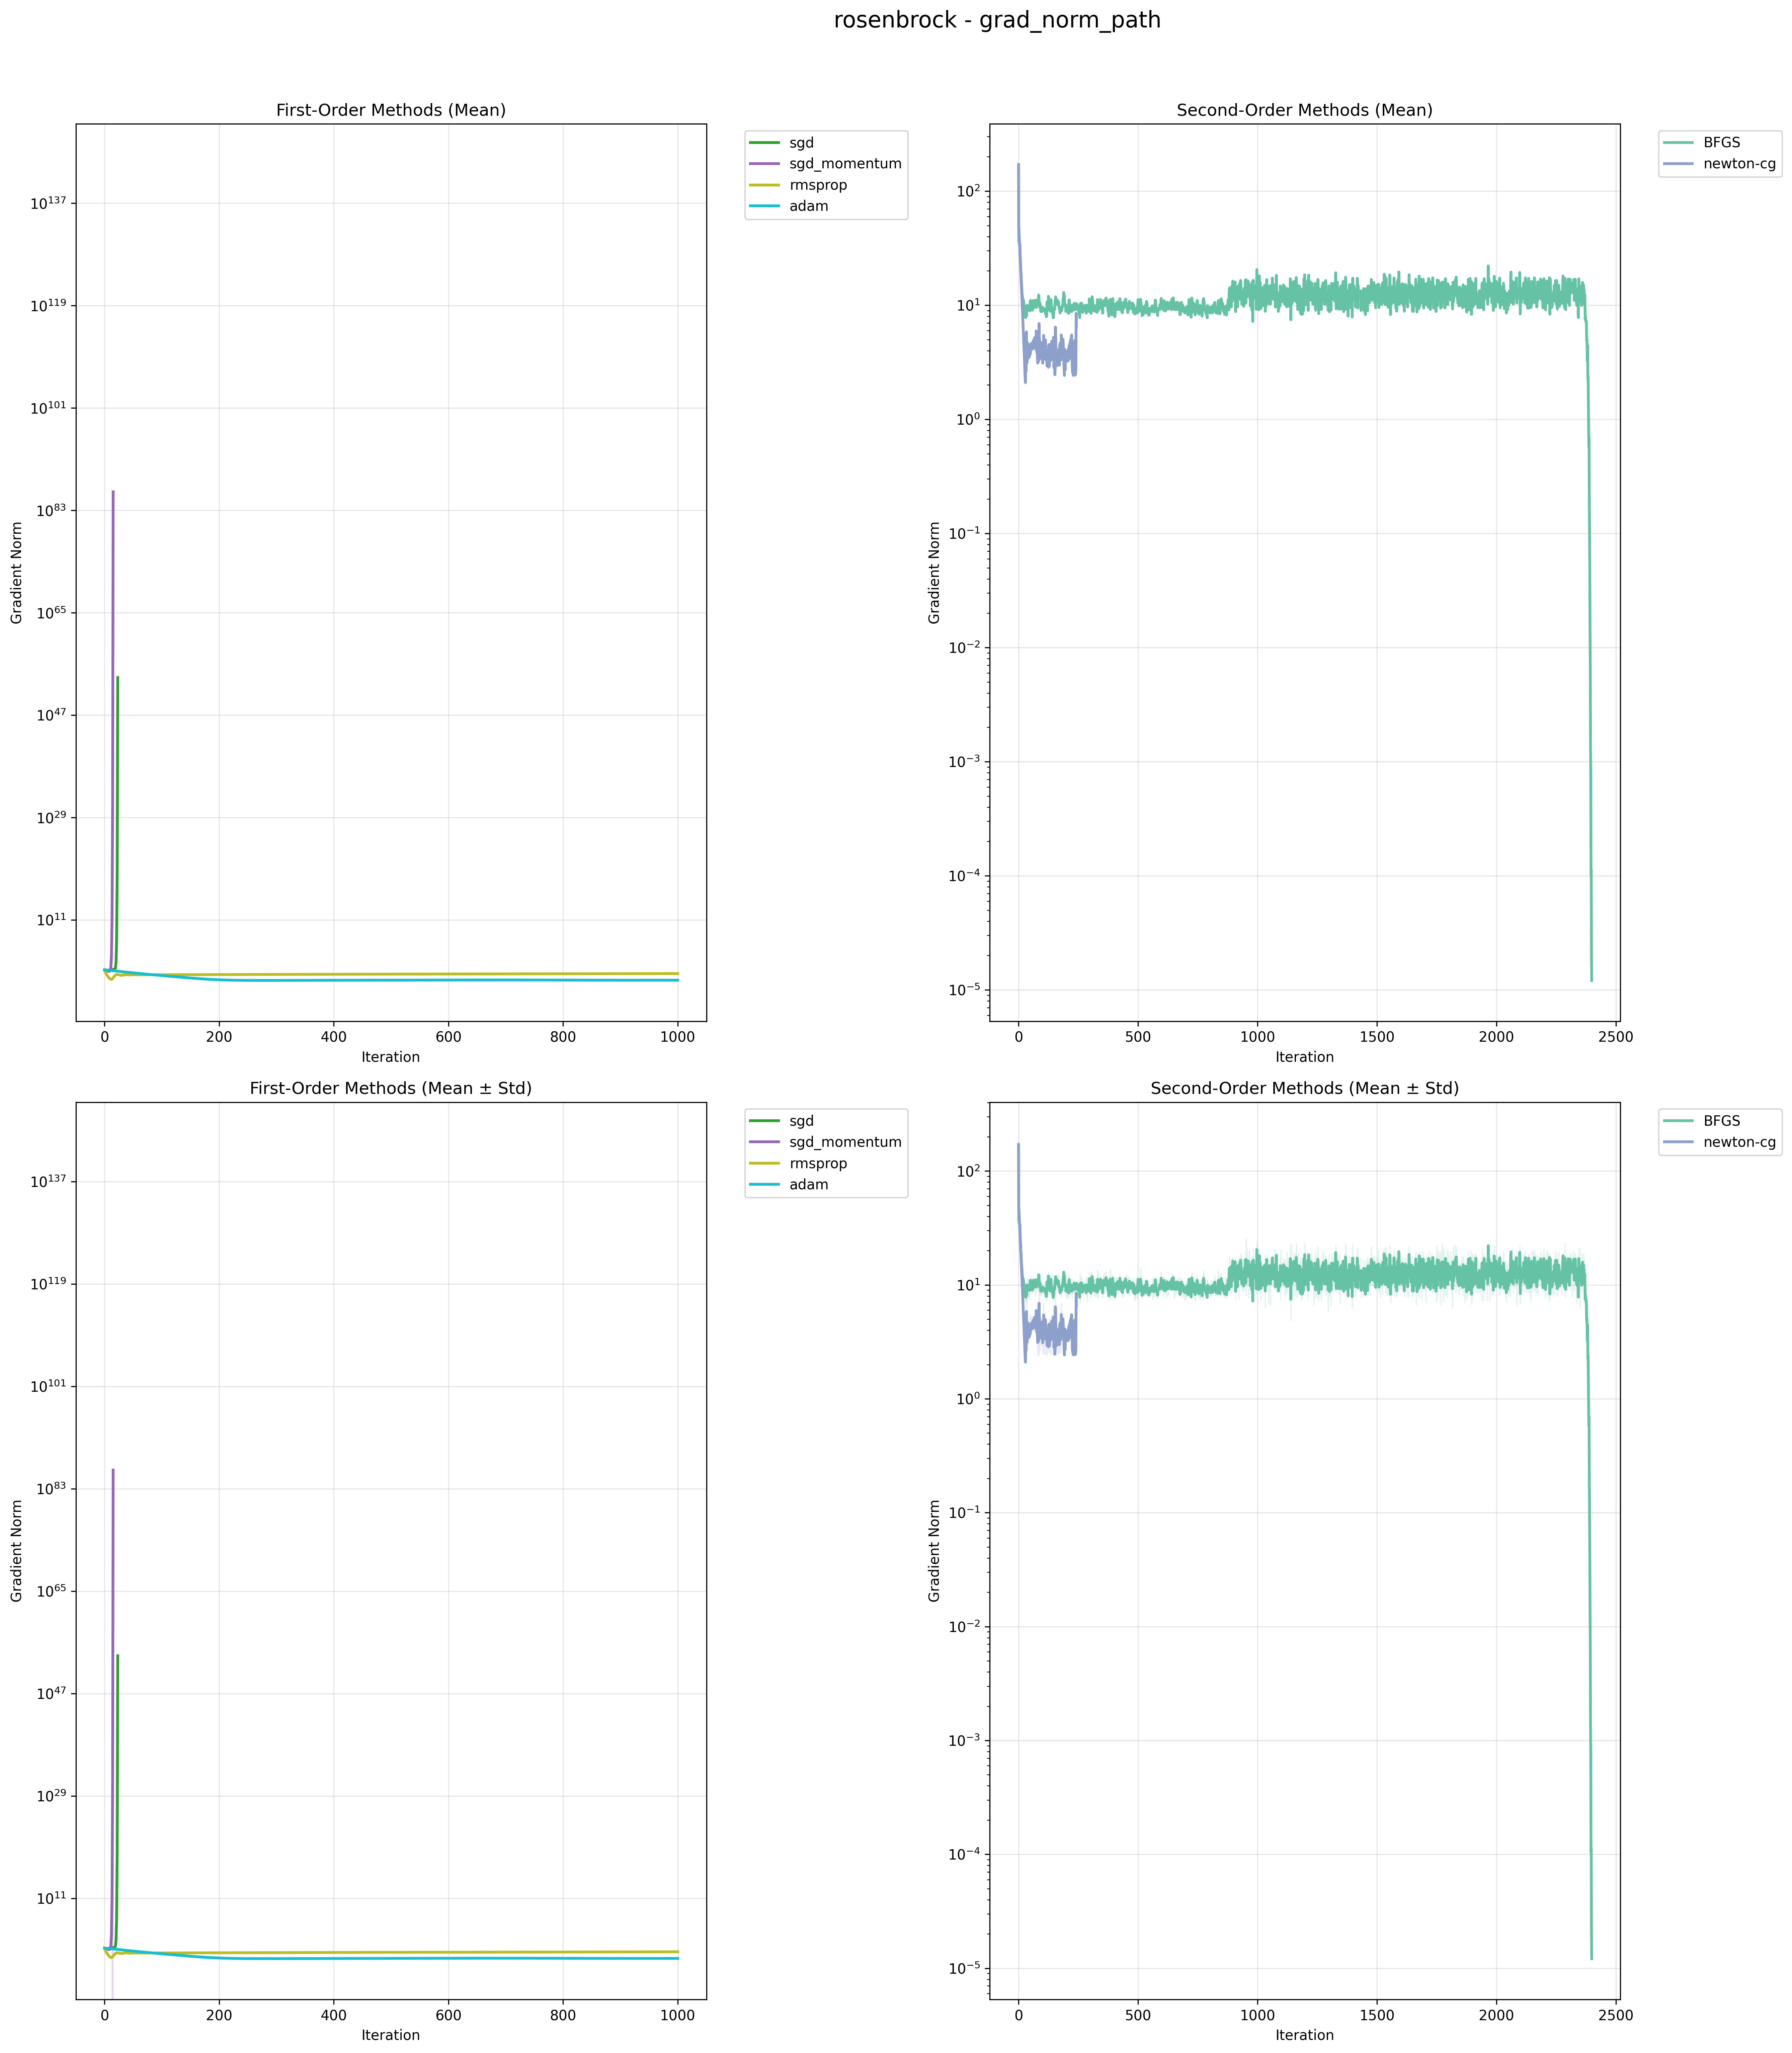 rosenbrock - grad_norm_path
First-Order Methods (Mean)
Gradient Norm
10^137
10^119
10^101
10^83
10^65
10^47
10^29
10^11
0 200 400 600 800 1000
Iteration
sgd
sgd_momentum
rmsprop
adam
Second-Order Methods (Mean)
Gradient Norm
10^2
10^1
10^0
10^−1
10^−2
10^−3
10^−4
10^−5
0 500 1000 1500 2000 2500
Iteration
BFGS
newton-cg
First-Order Methods (Mean ± Std)
Gradient Norm
10^137
10^119
10^101
10^83
10^65
10^47
10^29
10^11
0 200 400 600 800 1000
Iteration
sgd
sgd_momentum
rmsprop
adam
Second-Order Methods (Mean ± Std)
Gradient Norm
10^2
10^1
10^0
10^−1
10^−2
10^−3
10^−4
10^−5
0 500 1000 1500 2000 2500
Iteration
BFGS
newton-cg